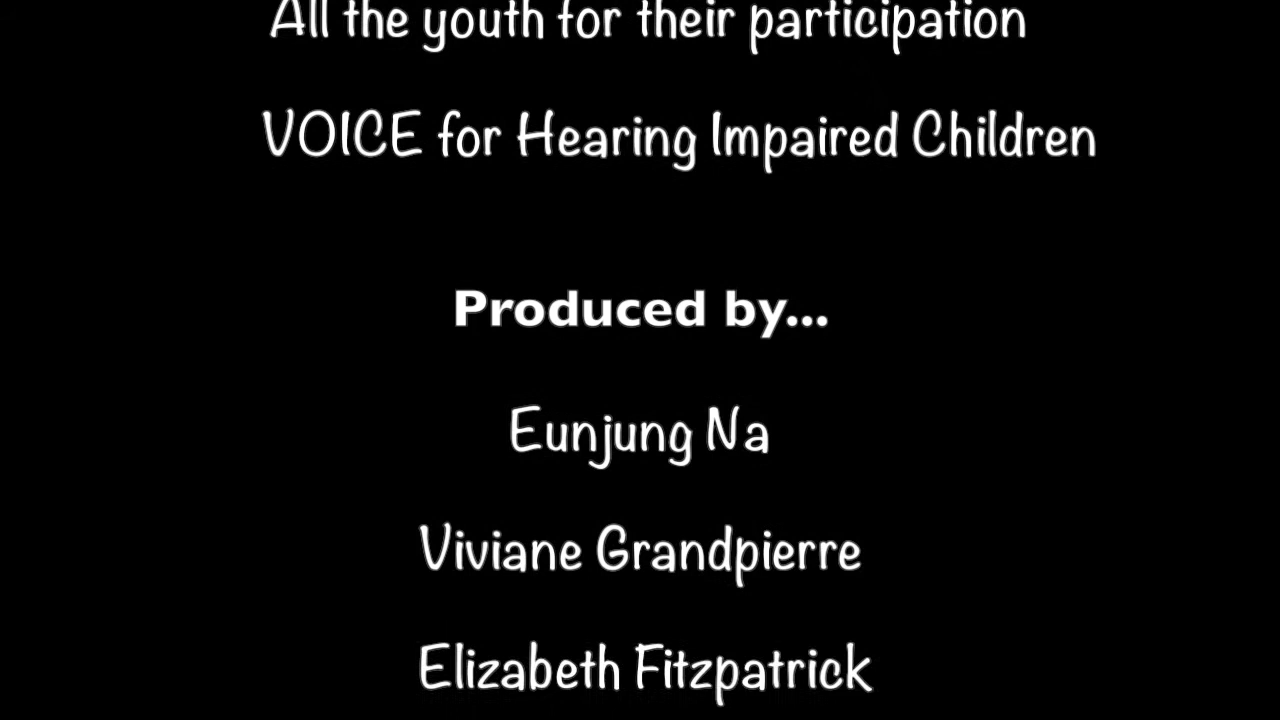 All the youth for their participation
VOICE for Hearing Impaired Children
Produced by...
Eunjung Na
Viviane Grandpierre
Elizabeth Fitzpatrick